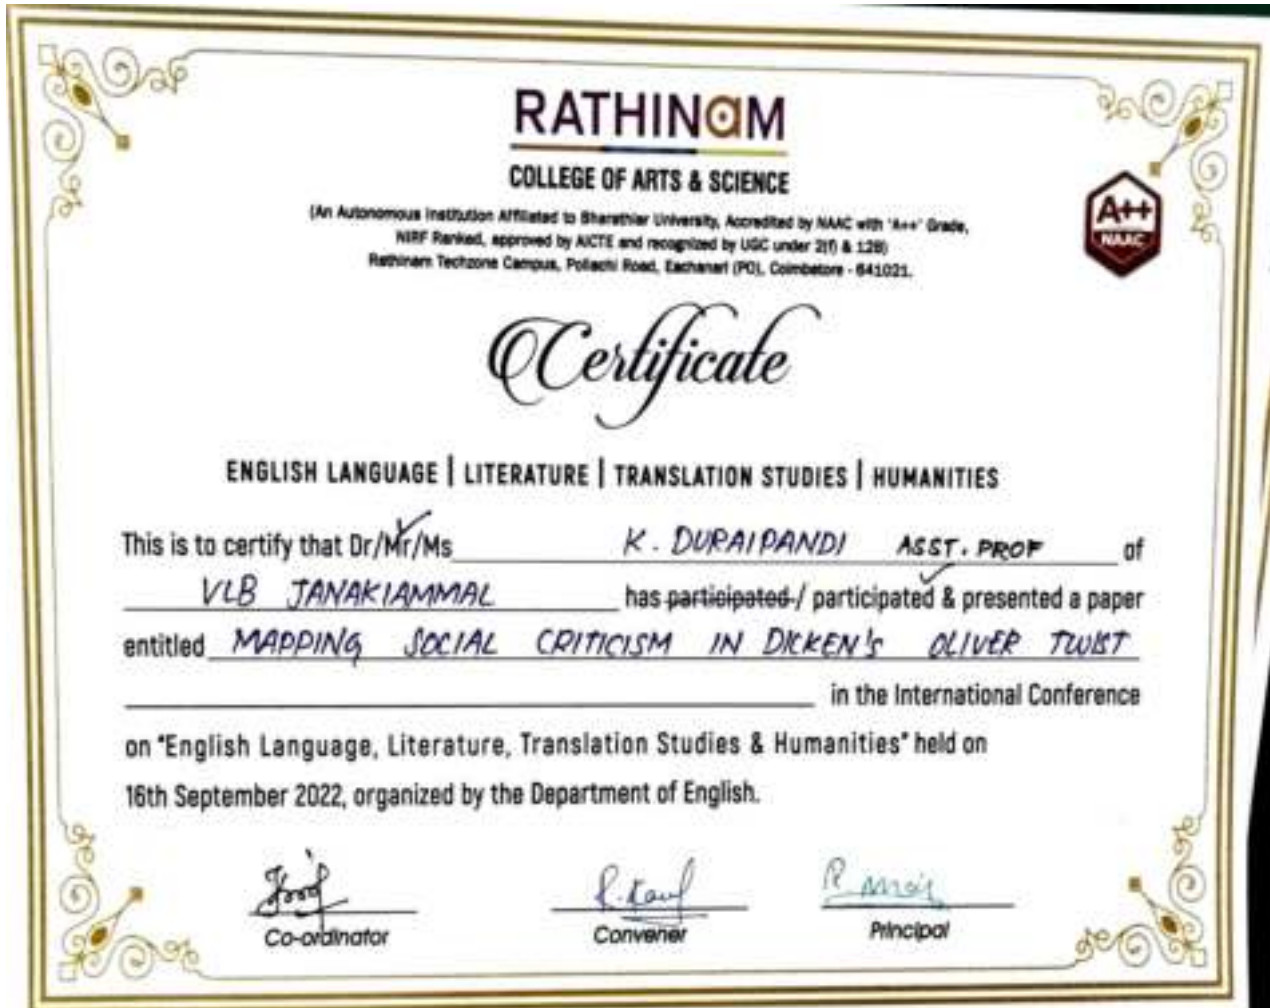 RATHINAM
COLLEGE OF ARTS & SCIENCE
(An Autonomous Institution Affiliated to Bharathiar University, Accredited by NAAC with 'A++' Grade,
NIRF Ranked, approved by AICTE and recognized by UGC under 2(f) & 12B)
Rathinam Techzone Campus, Pollachi Road, Eachanari (PO), Coimbatore - 641021.
A++
NAAC
Certificate
ENGLISH LANGUAGE | LITERATURE | TRANSLATION STUDIES | HUMANITIES
This is to certify that Dr/Mr/Ms K. DURAIPANDI ASST. PROF of
VLB JANAKIAMMAL has participated / participated & presented a paper
entitled MAPPING SOCIAL CRITICISM IN DICKEN'S OLIVER TWIST
in the International Conference
on "English Language, Literature, Translation Studies & Humanities" held on
16th September 2022, organized by the Department of English.
Co-ordinator
Convener
Principal